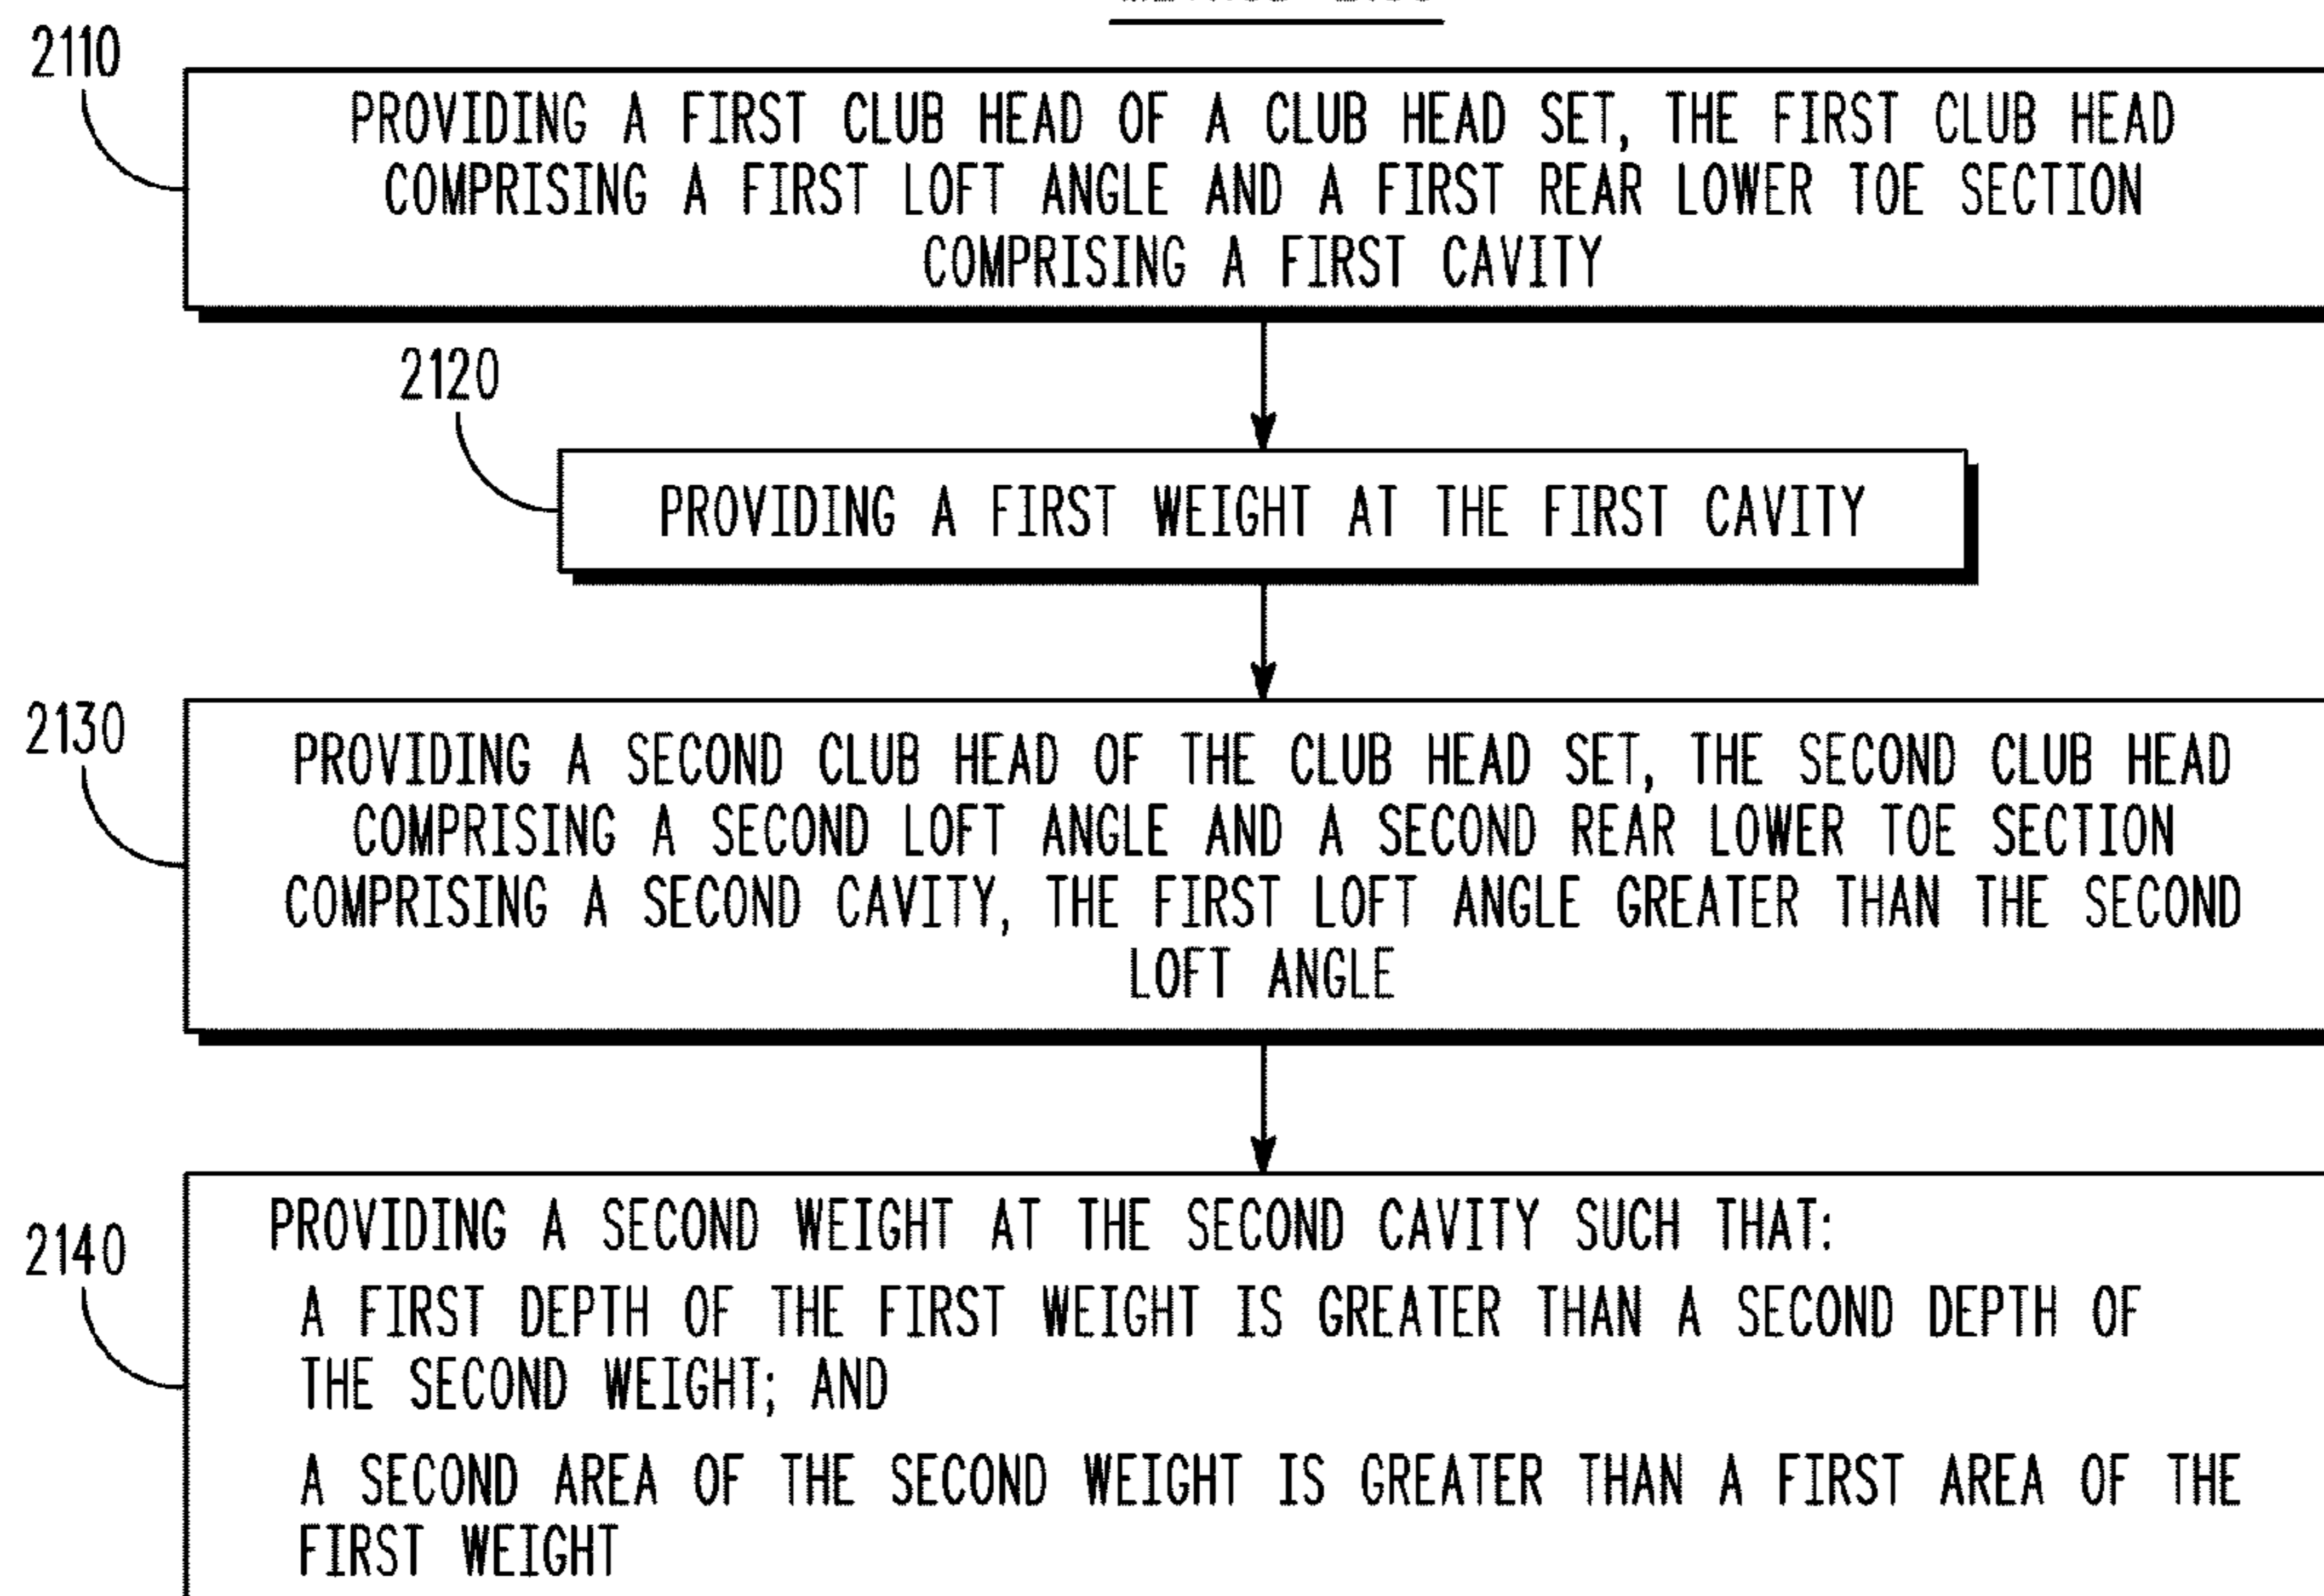 2110
PROVIDING A FIRST CLUB HEAD OF A CLUB HEAD SET, THE FIRST CLUB HEAD
COMPRISING A FIRST LOFT ANGLE AND A FIRST REAR LOWER TOE SECTION
COMPRISING A FIRST CAVITY
2120
PROVIDING A FIRST WEIGHT AT THE FIRST CAVITY
2130
PROVIDING A SECOND CLUB HEAD OF THE CLUB HEAD SET, THE SECOND CLUB HEAD
COMPRISING A SECOND LOFT ANGLE AND A SECOND REAR LOWER TOE SECTION
COMPRISING A SECOND CAVITY, THE FIRST LOFT ANGLE GREATER THAN THE SECOND
LOFT ANGLE
2140
PROVIDING A SECOND WEIGHT AT THE SECOND CAVITY SUCH THAT:
A FIRST DEPTH OF THE FIRST WEIGHT IS GREATER THAN A SECOND DEPTH OF
THE SECOND WEIGHT; AND
A SECOND AREA OF THE SECOND WEIGHT IS GREATER THAN A FIRST AREA OF THE
FIRST WEIGHT